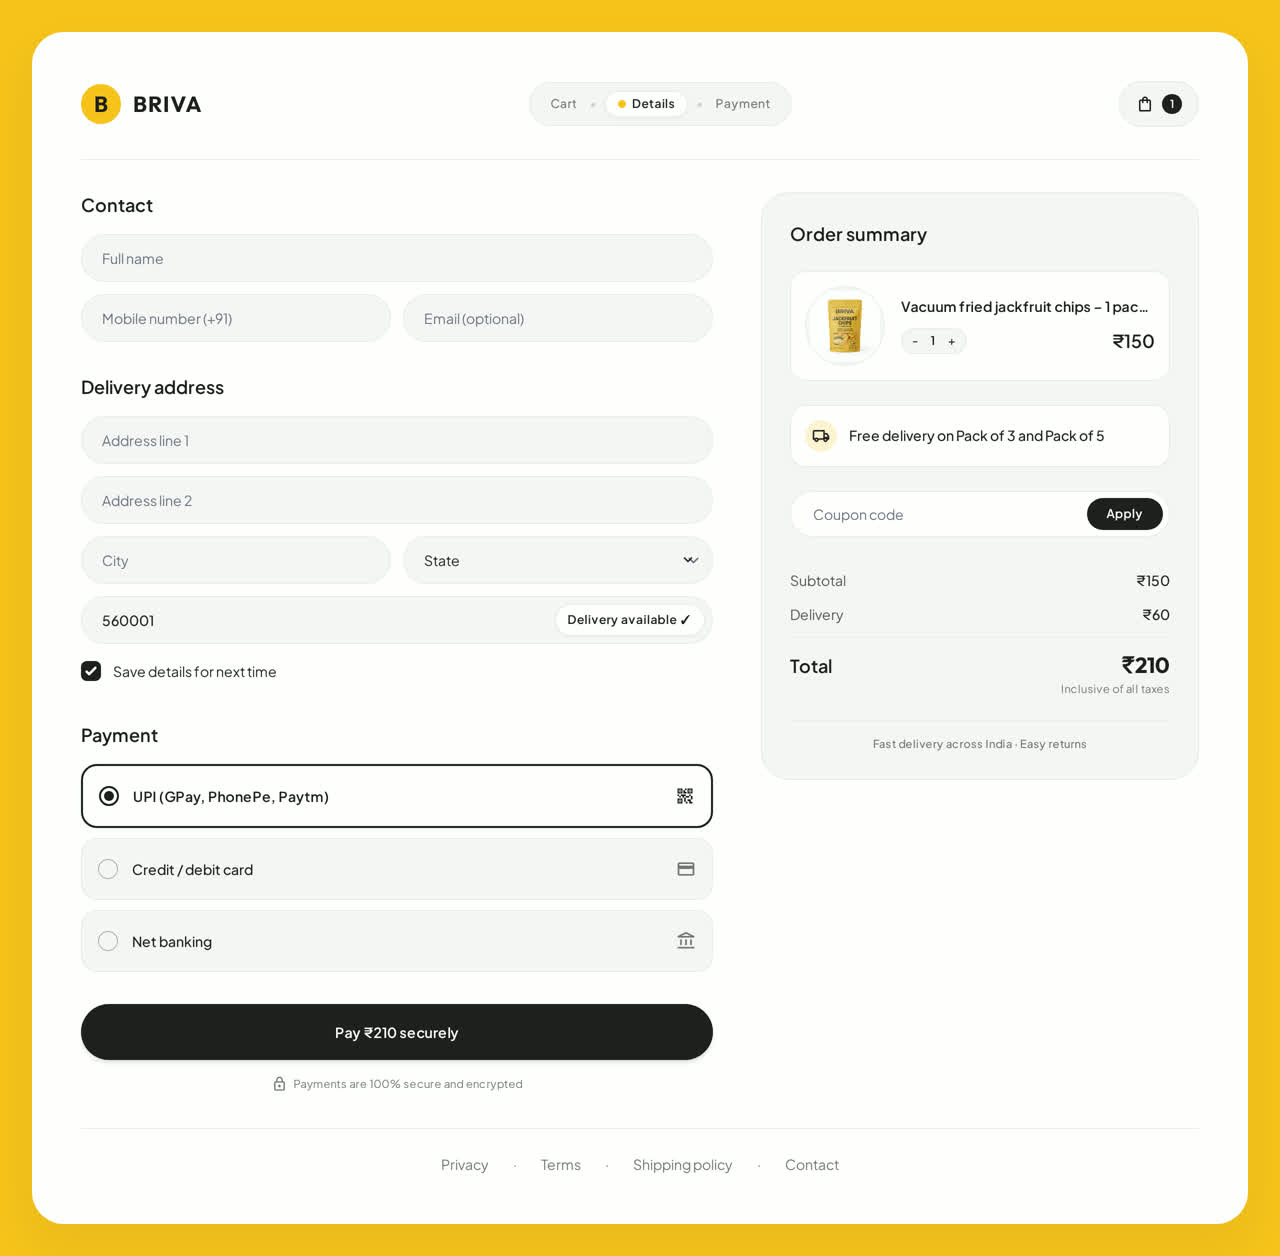 B BRIVA
Cart Details Payment
1
Contact
Full name
Mobile number (+91) Email (optional)
Delivery address
Address line 1
Address line 2
City State
560001 Delivery available ✓
Save details for next time
Payment
UPI (GPay, PhonePe, Paytm)
Credit / debit card
Net banking
Pay ₹210 securely
Payments are 100% secure and encrypted
Order summary
BRIVA
JACKFRUIT
CHIPS
Vacuum fried jackfruit chips – 1 pac...
- 1 + ₹150
Free delivery on Pack of 3 and Pack of 5
Coupon code Apply
Subtotal ₹150
Delivery ₹60
Total ₹210
Inclusive of all taxes
Fast delivery across India · Easy returns
Privacy · Terms · Shipping policy · Contact